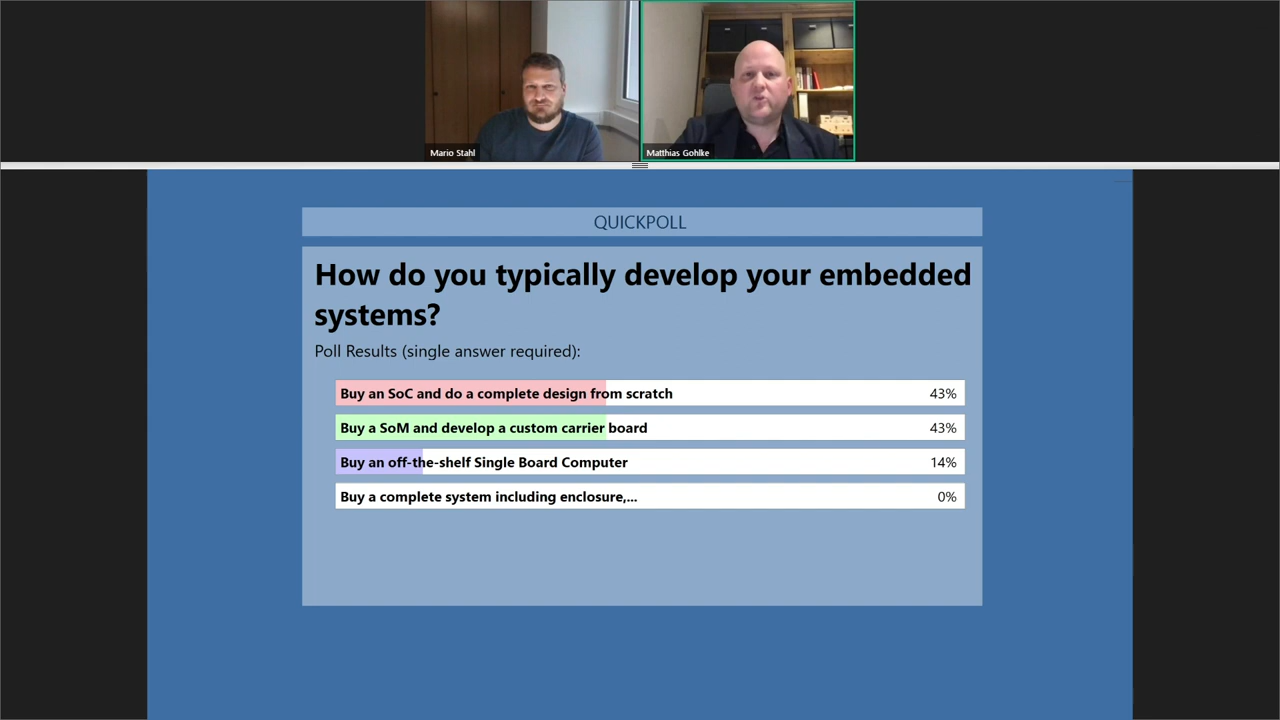 Mario Stahl
Matthias Gohlke
QUICKPOLL
How do you typically develop your embedded
systems?
Poll Results (single answer required):
Buy an SoC and do a complete design from scratch 43%
Buy a SoM and develop a custom carrier board 43%
Buy an off-the-shelf Single Board Computer 14%
Buy a complete system including enclosure,... 0%